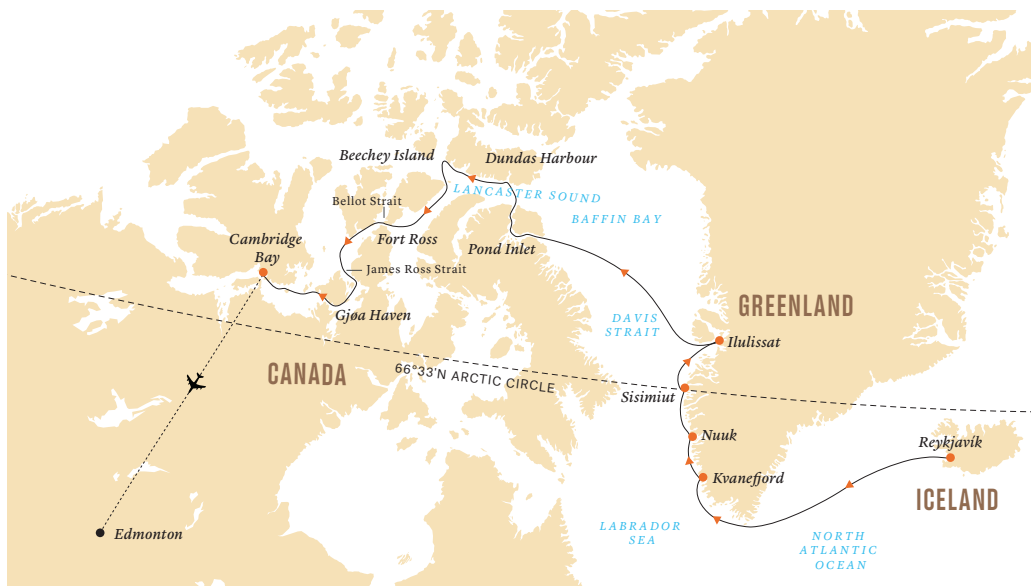 Beechey Island
Dundas Harbour
LANCASTER SOUND
Bellot Strait
BAFFIN BAY
Cambridge
Bay
Fort Ross
Pond Inlet
James Ross Strait
Gjøa Haven
GREENLAND
DAVIS
STRAIT
Ilulissat
CANADA
66°33'N ARCTIC CIRCLE
Sisimiut
Nuuk
Reykjavík
Kvanefjord
ICELAND
Edmonton
LABRADOR
SEA
NORTH
ATLANTIC
OCEAN